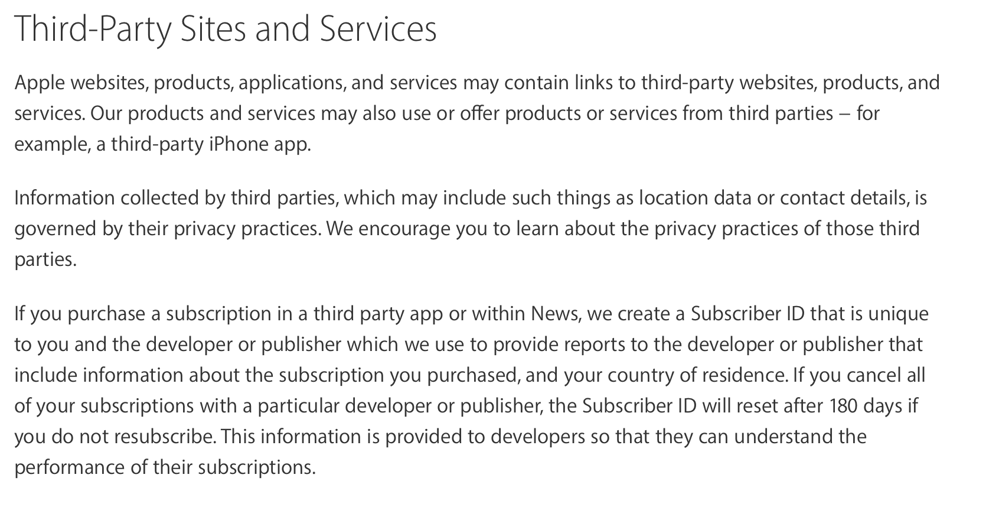 Third-Party Sites and Services
Apple websites, products, applications, and services may contain links to third-party websites, products, and
services. Our products and services may also use or offer products or services from third parties – for
example, a third-party iPhone app.
Information collected by third parties, which may include such things as location data or contact details, is
governed by their privacy practices. We encourage you to learn about the privacy practices of those third
parties.
If you purchase a subscription in a third party app or within News, we create a Subscriber ID that is unique
to you and the developer or publisher which we use to provide reports to the developer or publisher that
include information about the subscription you purchased, and your country of residence. If you cancel all
of your subscriptions with a particular developer or publisher, the Subscriber ID will reset after 180 days if
you do not resubscribe. This information is provided to developers so that they can understand the
performance of their subscriptions.